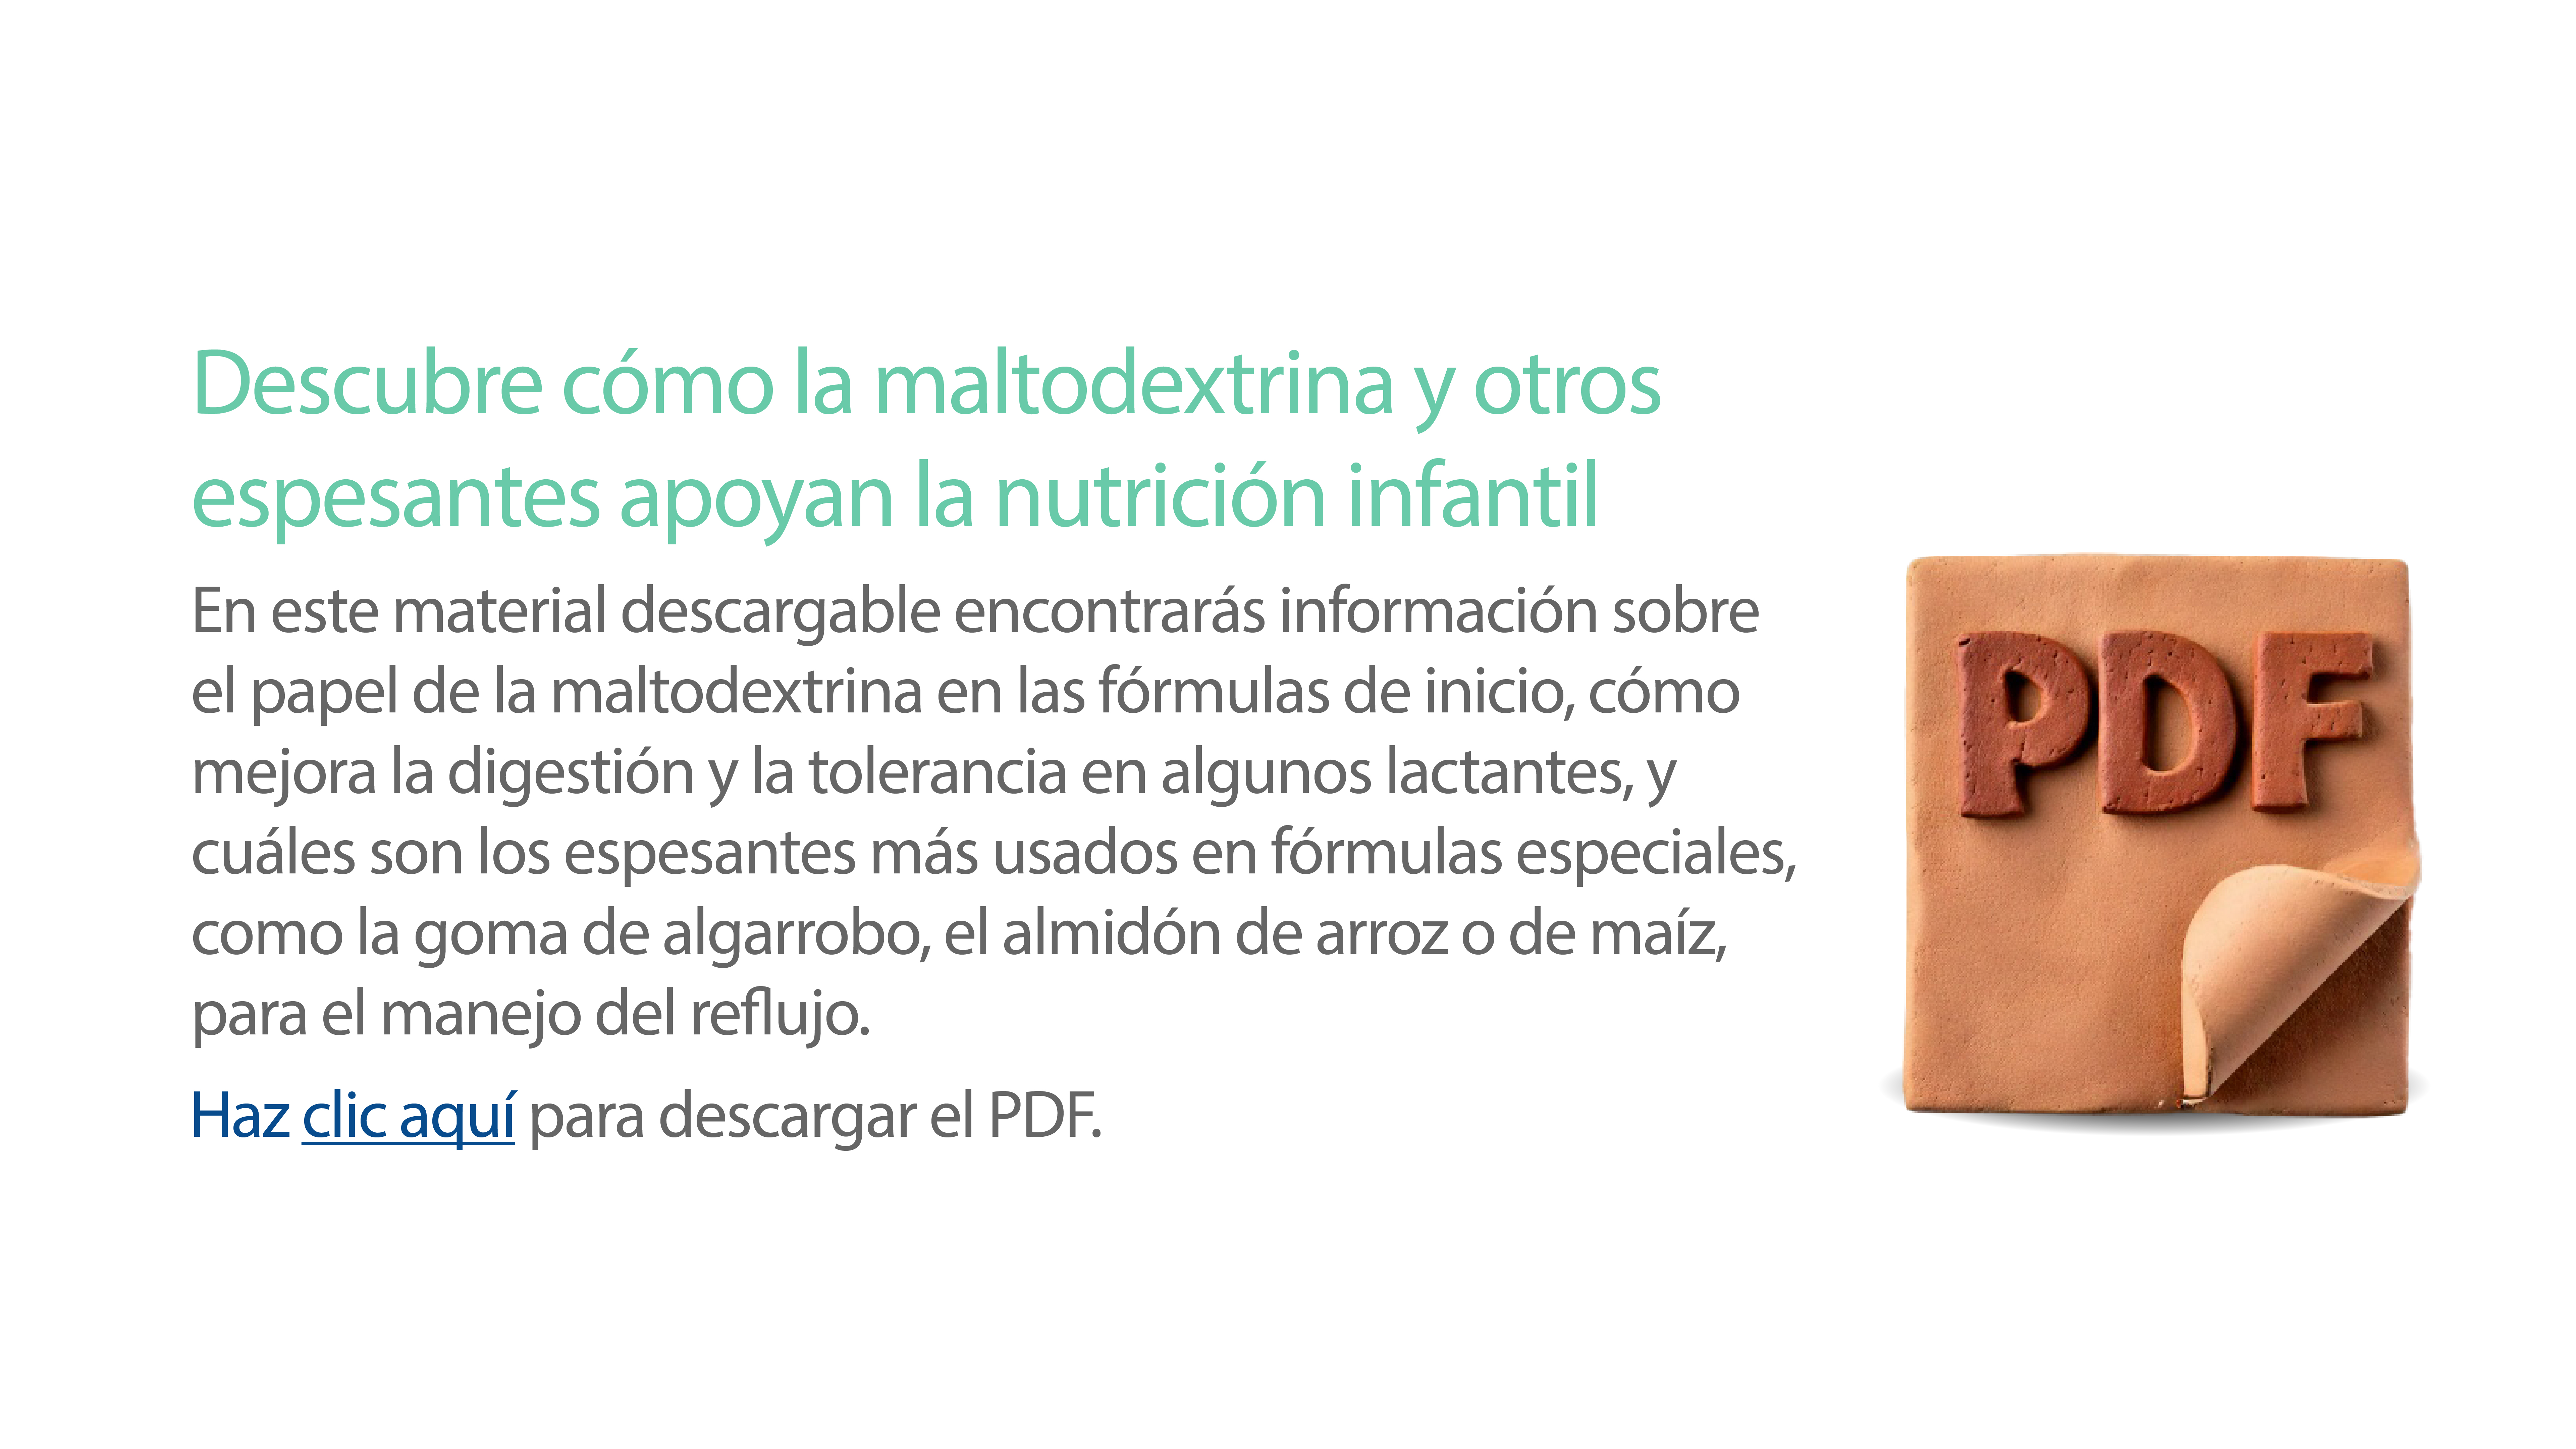 Descubre cómo la maltodextrina y otros
espesantes apoyan la nutrición infantil
En este material descargable encontrarás información sobre
el papel de la maltodextrina en las fórmulas de inicio, cómo
mejora la digestión y la tolerancia en algunos lactantes, y
cuáles son los espesantes más usados en fórmulas especiales,
como la goma de algarrobo, el almidón de arroz o de maíz,
para el manejo del reflujo.
Haz clic aquí para descargar el PDF.
PDF